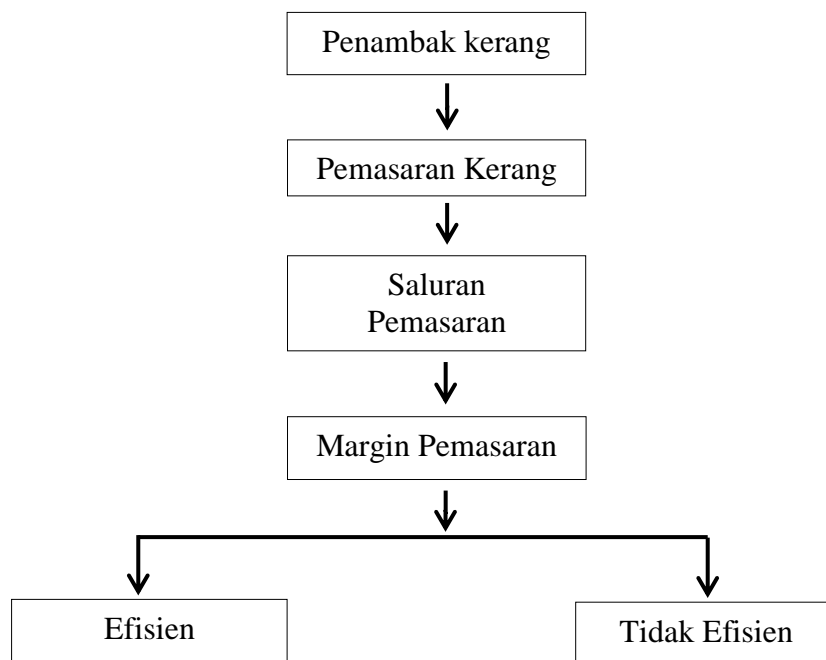 Penambak kerang
Pemasaran Kerang
Saluran
Pemasaran
Margin Pemasaran
Efisien
Tidak Efisien